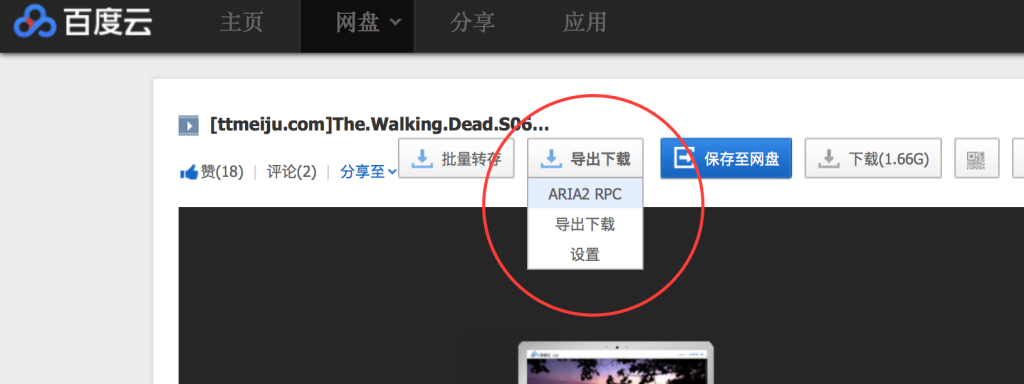 百度云 主页 网盘 分享 应用
[ttmeiju.com]The.Walking.Dead.S06...
赞(18) 评论(2) 分享至 批量转存 导出下载 保存至网盘 下载(1.66G)
ARIA2 RPC
导出下载
设置